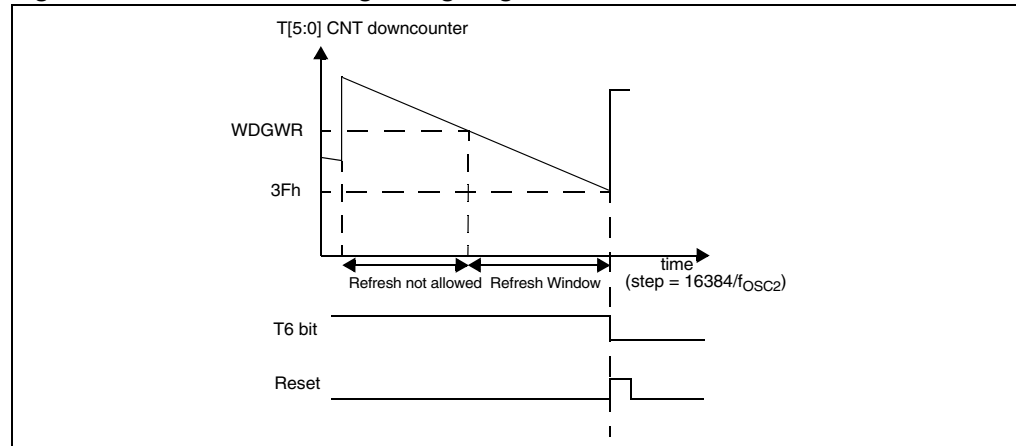 T[5:0] CNT downcounter
WDGWR
3Fh
time
Refresh not allowed Refresh Window
(step = 16384/fOSC2)
T6 bit
Reset